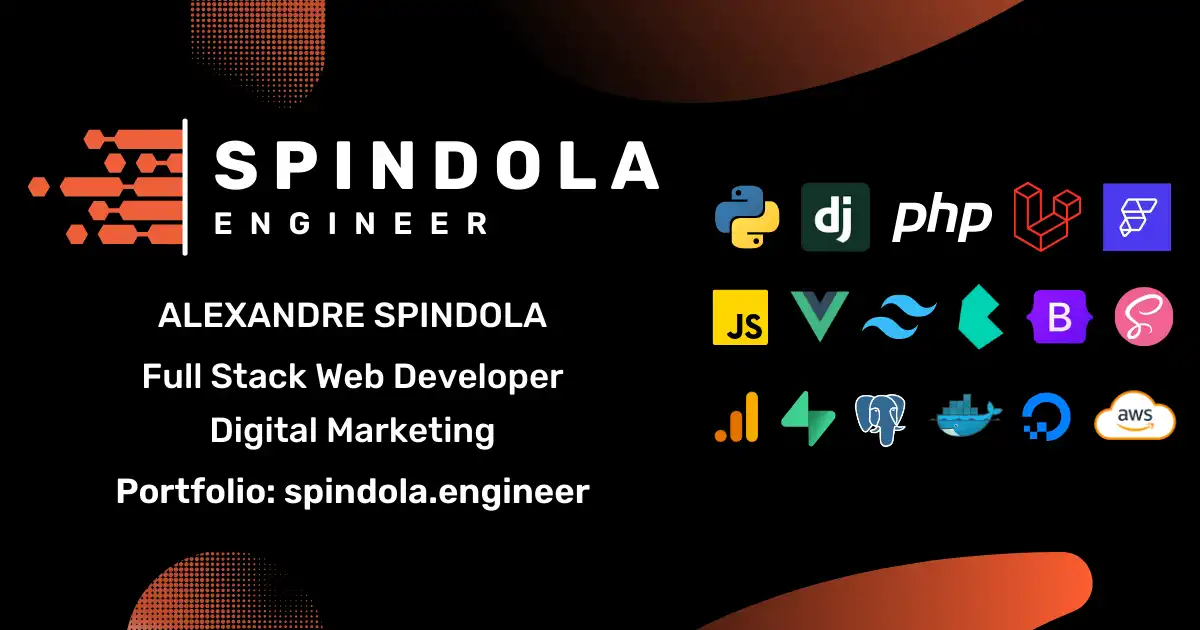 SPINDOLA
ENGINEER
ALEXANDRE SPINDOLA
Full Stack Web Developer
Digital Marketing
Portfolio: spindola.engineer
dj
php
JS
B
aws